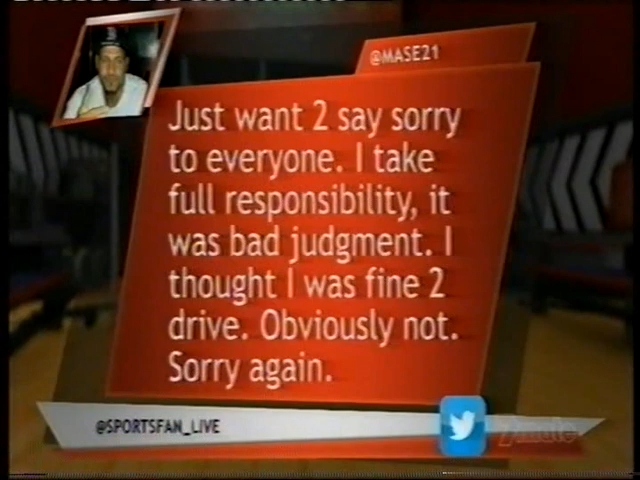 @MASE21
Just want 2 say sorry
to everyone. I take
full responsibility, it
was bad judgment. I
thought I was fine 2
drive. Obviously not.
Sorry again.
@SPORTSFAN_LIVE
7mate